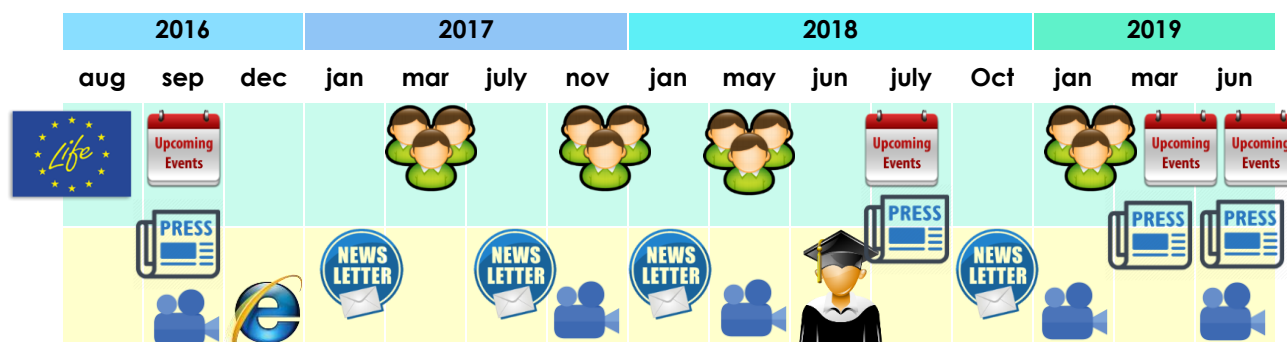 2016 2017 2018 2019
aug sep dec jan mar july nov jan may jun july Oct jan mar jun
Life
Upcoming
Events
Upcoming
Events
Upcoming
Events
Upcoming
Events
PRESS
PRESS
PRESS
PRESS
NEWS
LETTER
NEWS
LETTER
NEWS
LETTER
NEWS
LETTER